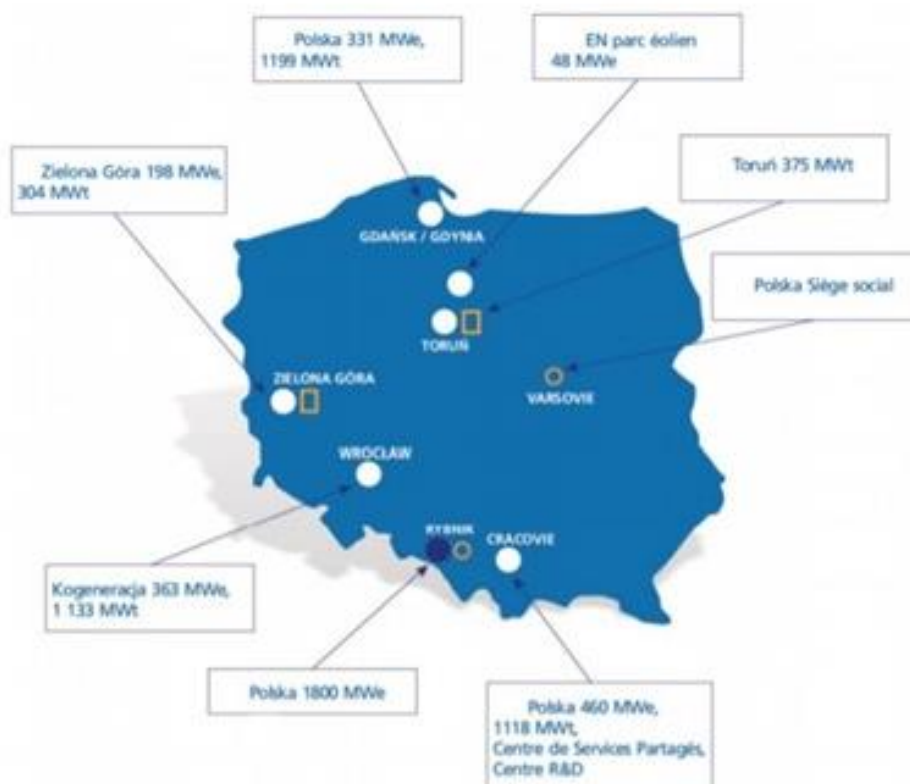 Polska 331 MWe,
1199 MWt
EN parc éolien
48 MWe
Zielona Góra 198 MWe,
304 MWt
Toruń 375 MWt
GDAŃSK / GDYNIA
Polska Siège social
TORUŃ
ZIELONA GÓRA
VARSOVIE
WROCŁAW
RYBNIK
CRACOVIE
Kogeneracja 363 MWe,
1 133 MWt
Polska 1800 MWe
Polska 460 MWe,
1118 MWt,
Centre de Services Partagés,
Centre R&D